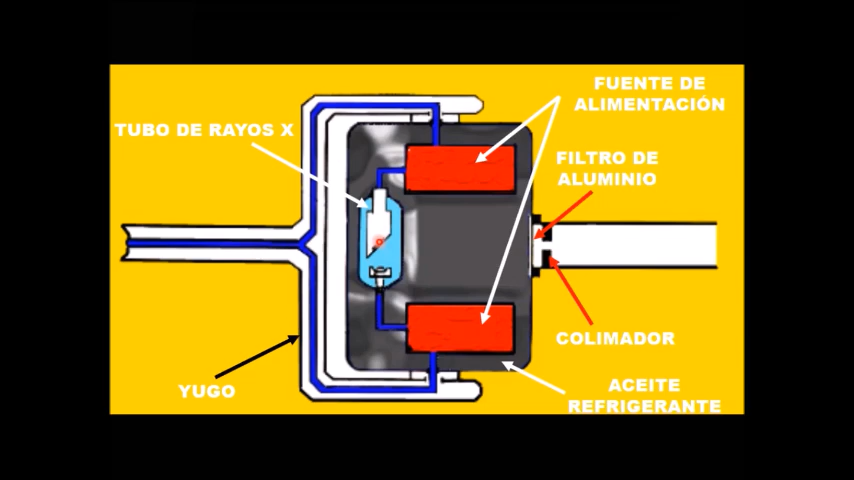 FUENTE DE
ALIMENTACIÓN
TUBO DE RAYOS X
FILTRO DE
ALUMINIO
COLIMADOR
YUGO
ACEITE
REFRIGERANTE